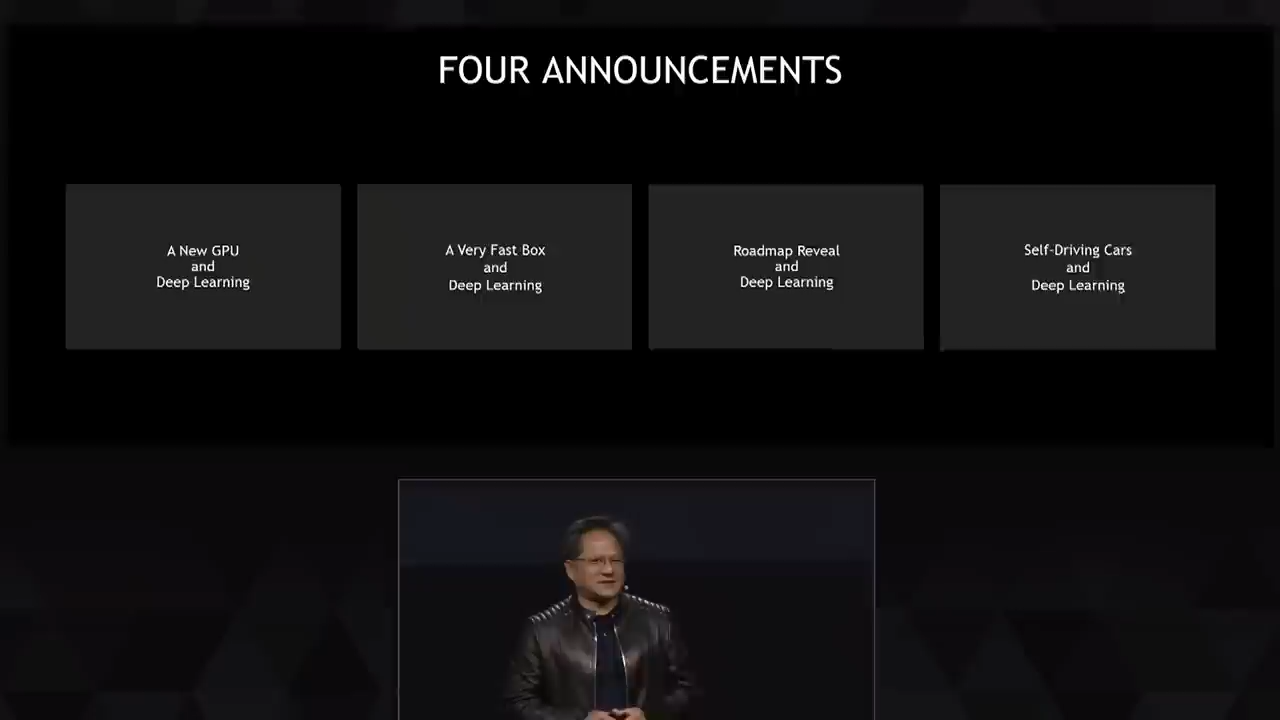 FOUR ANNOUNCEMENTS
A New GPU
and
Deep Learning
A Very Fast Box
and
Deep Learning
Roadmap Reveal
and
Deep Learning
Self-Driving Cars
and
Deep Learning